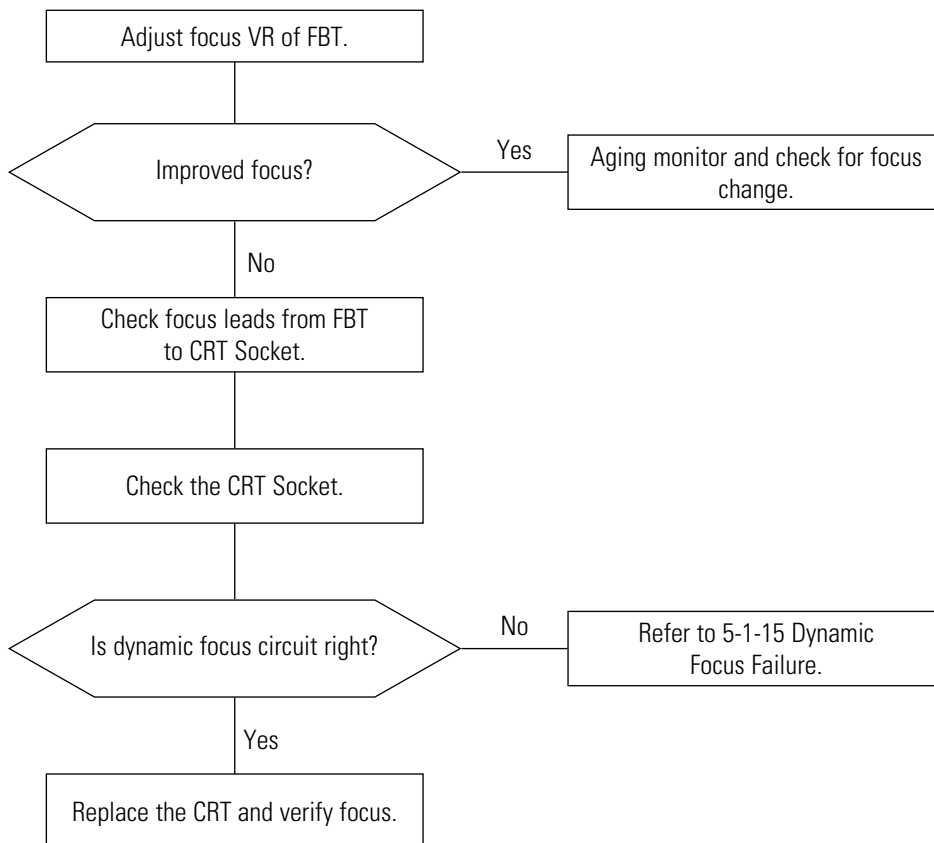 Adjust focus VR of FBT.
Improved focus?
Yes
Aging monitor and check for focus
change.
No
Check focus leads from FBT
to CRT Socket.
Check the CRT Socket.
Is dynamic focus circuit right?
No
Refer to 5-1-15 Dynamic
Focus Failure.
Yes
Replace the CRT and verify focus.